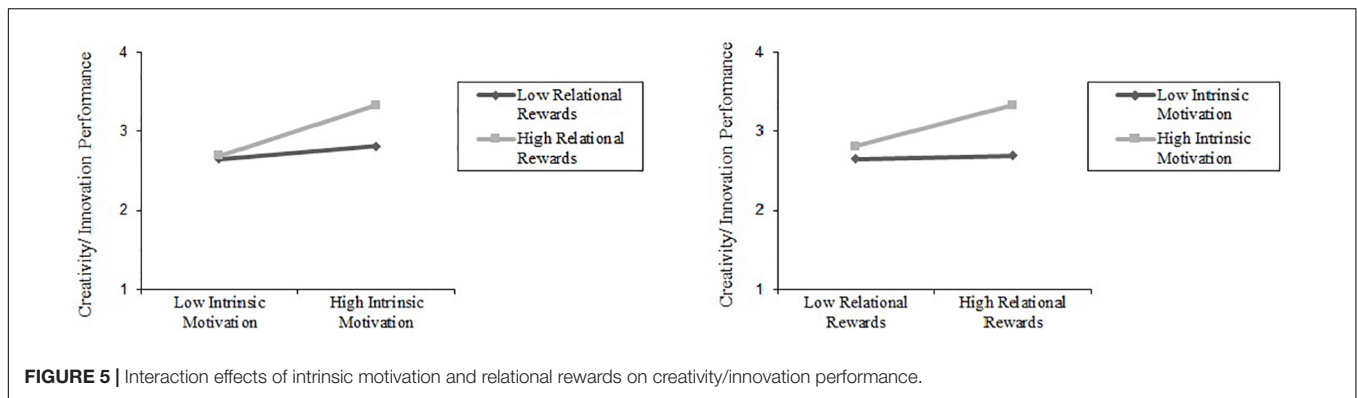 Creativity/ Innovation Performance
4
3
2
1
Low Intrinsic
Motivation
High Intrinsic
Motivation
Low Relational
Rewards
High Relational
Rewards
Creativity/ Innovation Performance
4
3
2
1
Low Relational
Rewards
High Relational
Rewards
Low Intrinsic
Motivation
High Intrinsic
Motivation
FIGURE 5 | Interaction effects of intrinsic motivation and relational rewards on creativity/innovation performance.